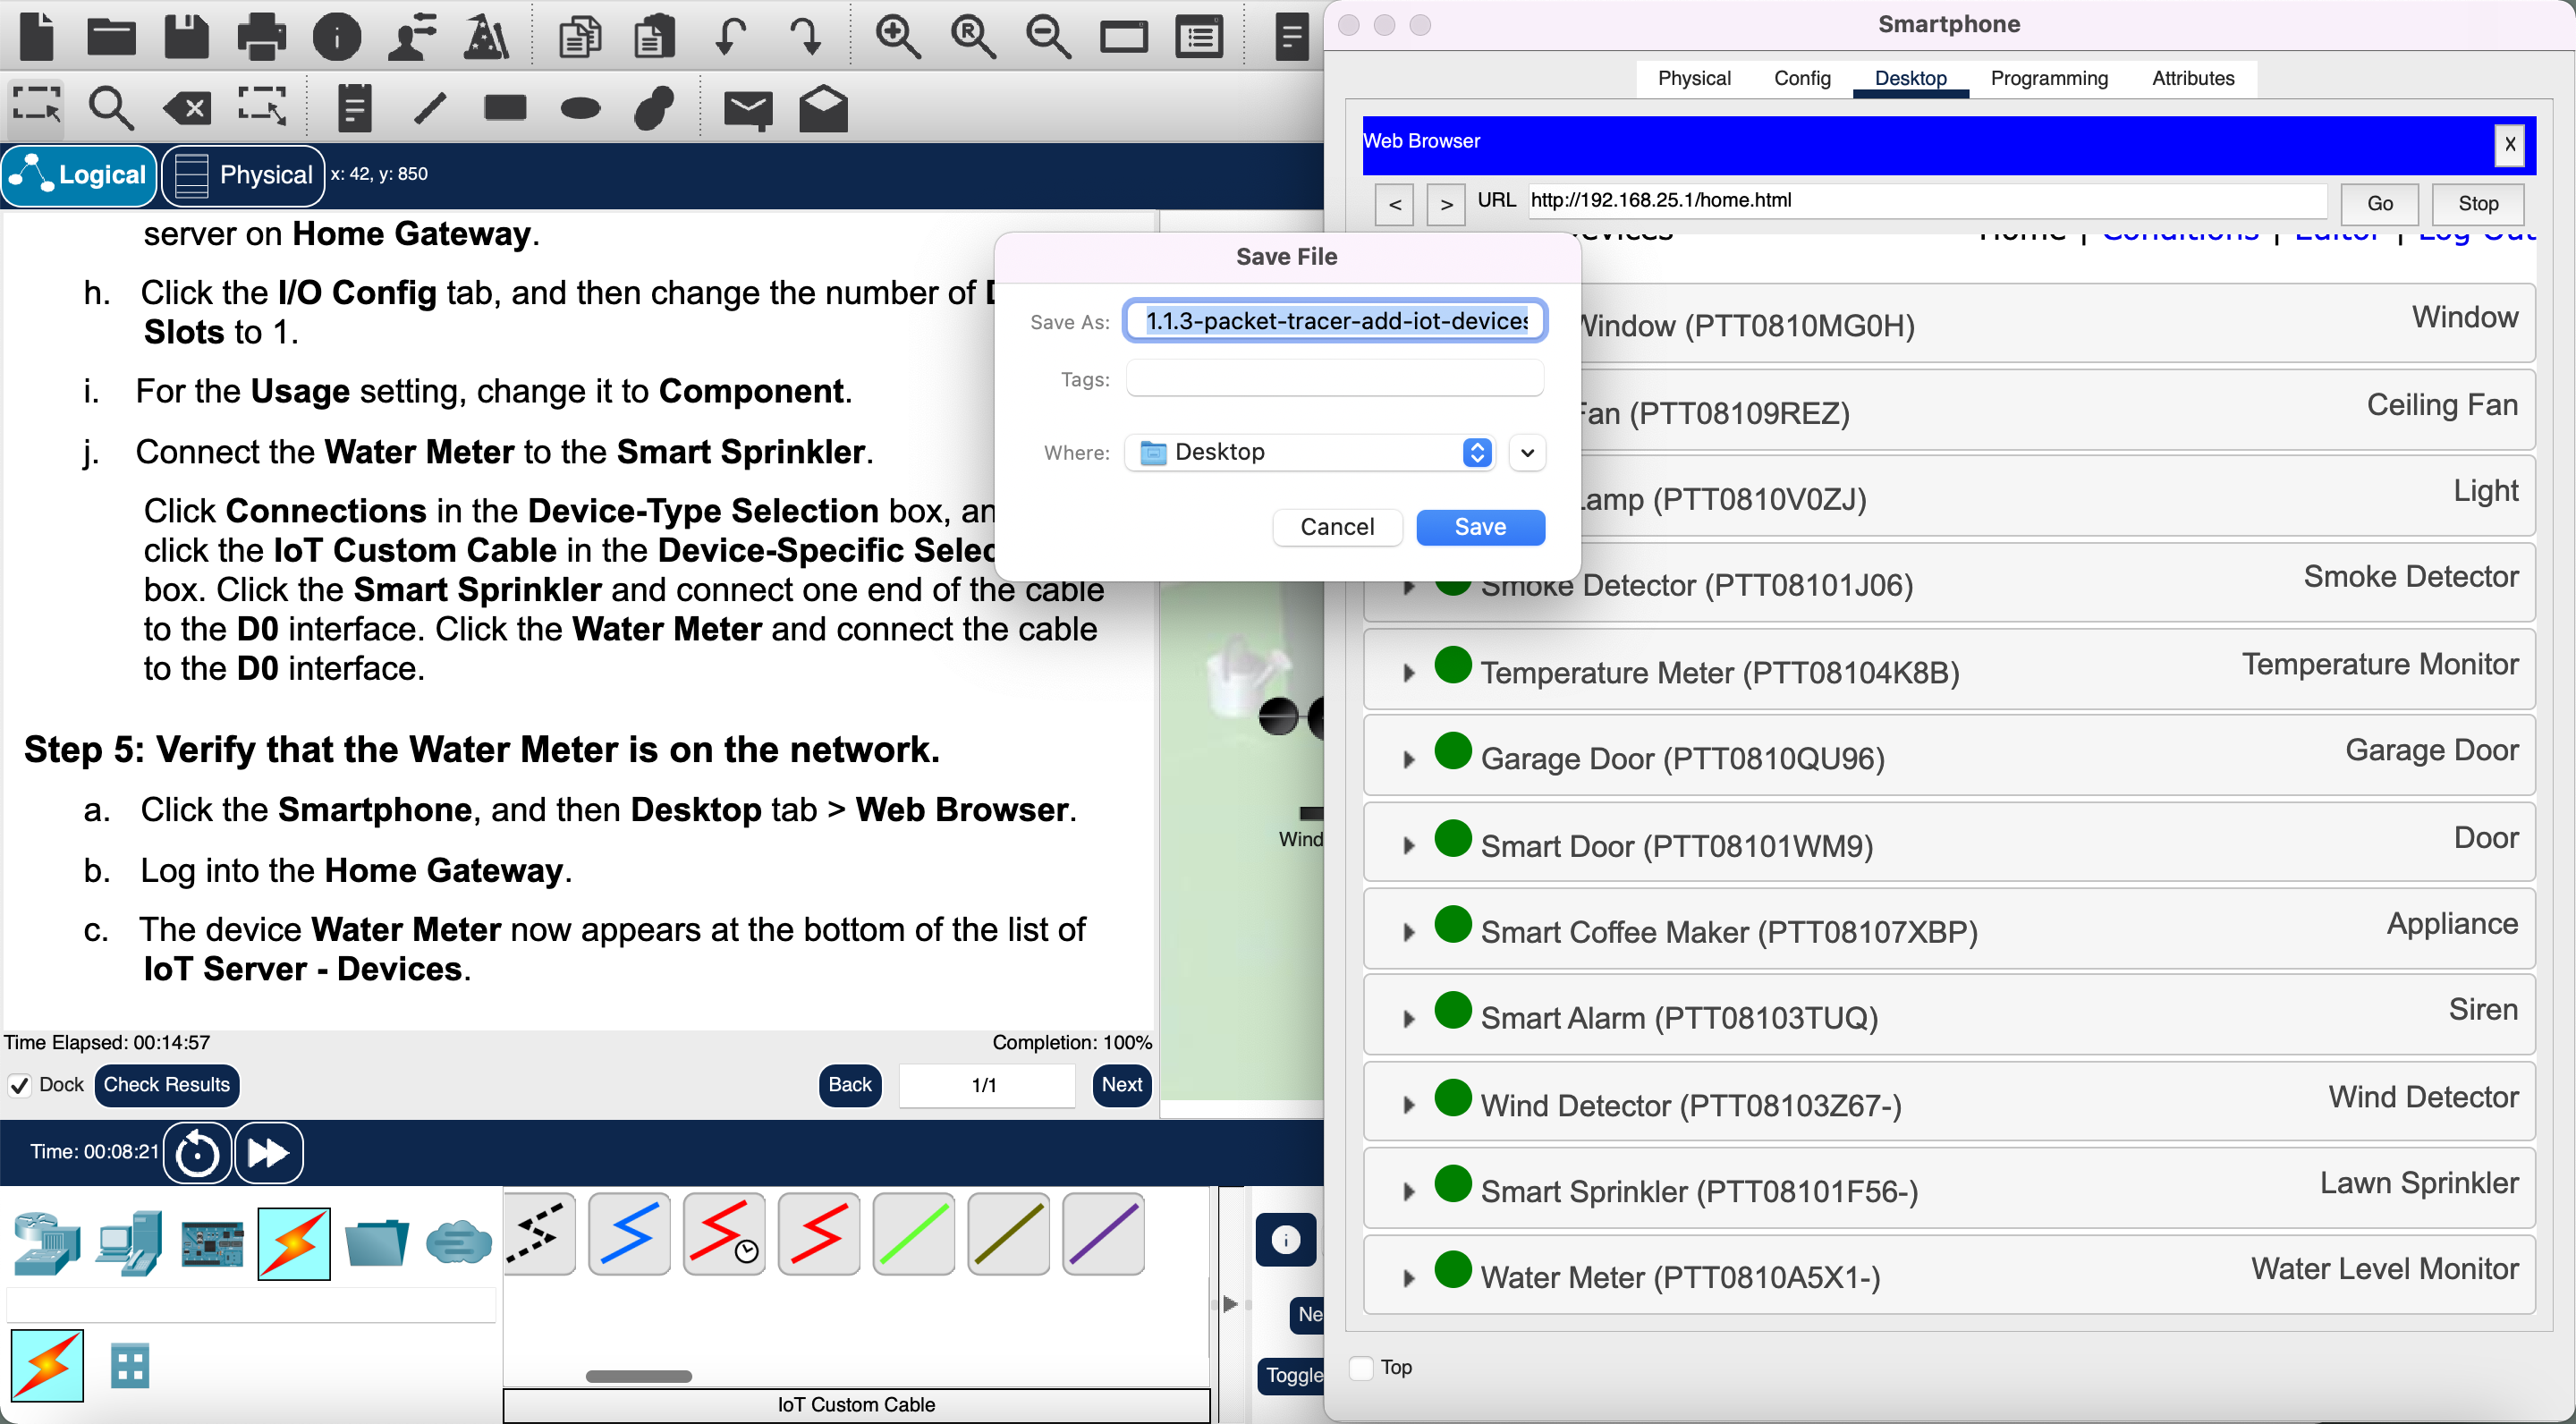 Logical
Physical
x: 42, y: 850
server on Home Gateway.
h. Click the I/O Config tab, and then change the number of
Slots to 1.
i. For the Usage setting, change it to Component.
j. Connect the Water Meter to the Smart Sprinkler.
Click Connections in the Device-Type Selection box,
click the IoT Custom Cable in the Device-Specific
box. Click the Smart Sprinkler and connect one end of the cable
to the D0 interface. Click the Water Meter and connect the cable
to the D0 interface.
Step 5: Verify that the Water Meter is on the network.
a. Click the Smartphone, and then Desktop tab > Web Browser.
b. Log into the Home Gateway.
c. The device Water Meter now appears at the bottom of the list of
IoT Server - Devices.
Time Elapsed: 00:14:57
Completion: 100%
Dock
Check Results
Back
1/1
Next
Time: 00:08:21
IoT Custom Cable
Wind
Ne
Toggle
Save File
Save As: 1.1.3-packet-tracer-add-iot-devices
Tags:
Where: Desktop
Cancel
Save
Smartphone
Physical
Config
Desktop
Programming
Attributes
Web Browser
X
<
>
URL
http://192.168.25.1/home.html
Go
Stop
Home | Conditions | Editor | Log Out
Window (PTT0810MG0H)
Window
Fan (PTT08109REZ)
Ceiling Fan
Lamp (PTT0810V0ZJ)
Light
Smoke Detector (PTT08101J06)
Smoke Detector
Temperature Meter (PTT08104K8B)
Temperature Monitor
Garage Door (PTT0810QU96)
Garage Door
Smart Door (PTT08101WM9)
Door
Smart Coffee Maker (PTT08107XBP)
Appliance
Smart Alarm (PTT08103TUQ)
Siren
Wind Detector (PTT08103Z67-)
Wind Detector
Smart Sprinkler (PTT08101F56-)
Lawn Sprinkler
Water Meter (PTT0810A5X1-)
Water Level Monitor
Top